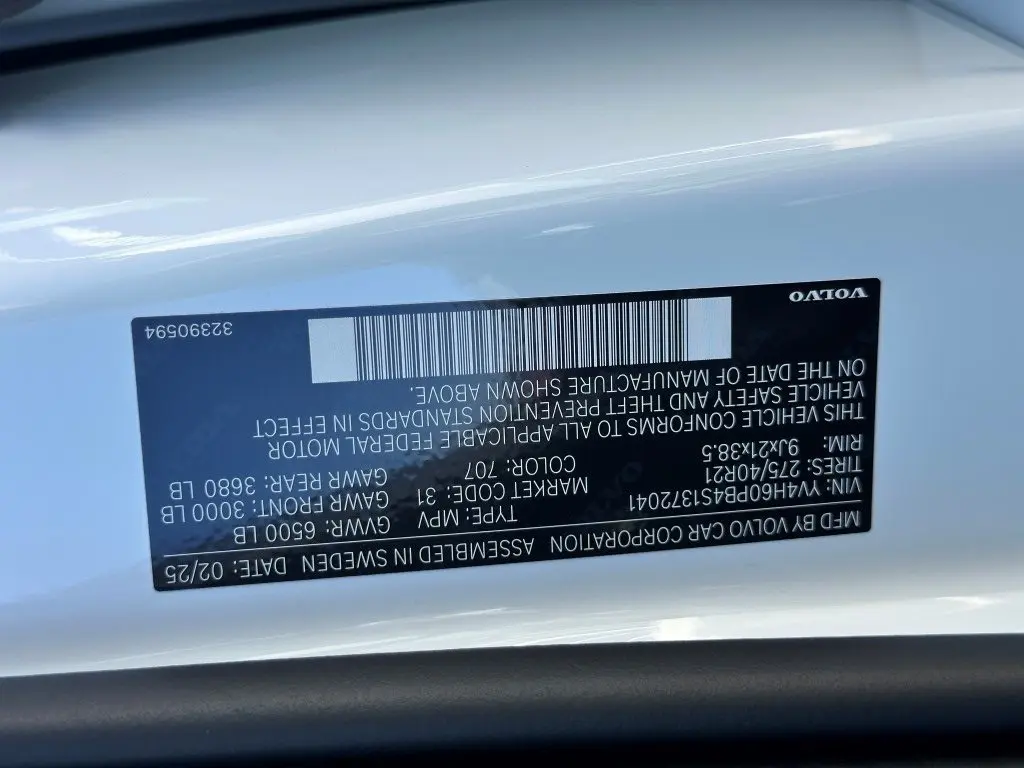 MFD BY VOLVO CAR CORPORATION ASSEMBLED IN SWEDEN DATE: 02/25
VIN: YV4H60PB4S1372041 TYPE: MPV GVWR: 6500 LB
TIRES: 275/40R21 MARKET CODE: 31 GAWR FRONT: 3000 LB
RIM: 9Jx21x38.5 COLOR: 707 GAWR REAR: 3680 LB
THIS VEHICLE CONFORMS TO ALL APPLICABLE FEDERAL MOTOR
VEHICLE SAFETY AND THEFT PREVENTION STANDARDS IN EFFECT
ON THE DATE OF MANUFACTURE SHOWN ABOVE.
VOLVO 32390594